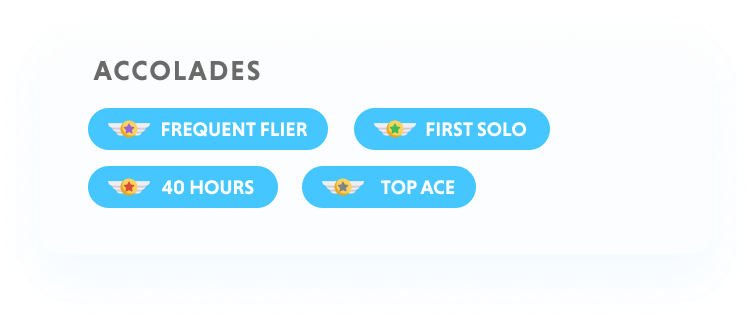 ACCOLADES
FREQUENT FLIER
FIRST SOLO
40 HOURS
TOP ACE